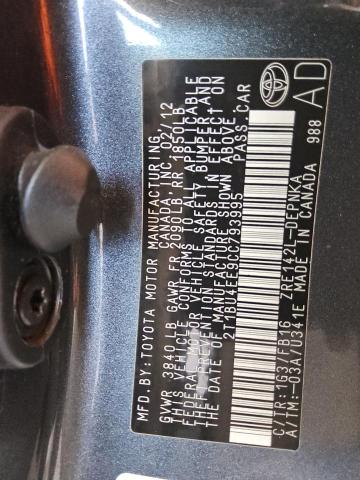 MFD. BY: TOYOTA MOTOR MANUFACTURING
CANADA, INC. 02/12
GVWR 3840 LB GAWR FR 2090LB RR 1850LB
THIS VEHICLE CONFORMS TO ALL APPLICABLE
FEDERAL MOTOR VEHICLE SAFETY, BUMPER, AND
THEFT PREVENTION STANDARDS IN EFFECT ON
THE DATE OF MANUFACTURE SHOWN ABOVE.
2T1BU4EE9CC793995 PASS. CAR
C/TR: 1G3/FB16 ZRE142L-DEPNKA
A/TM: -03A/U341E MADE IN CANADA 988
AD